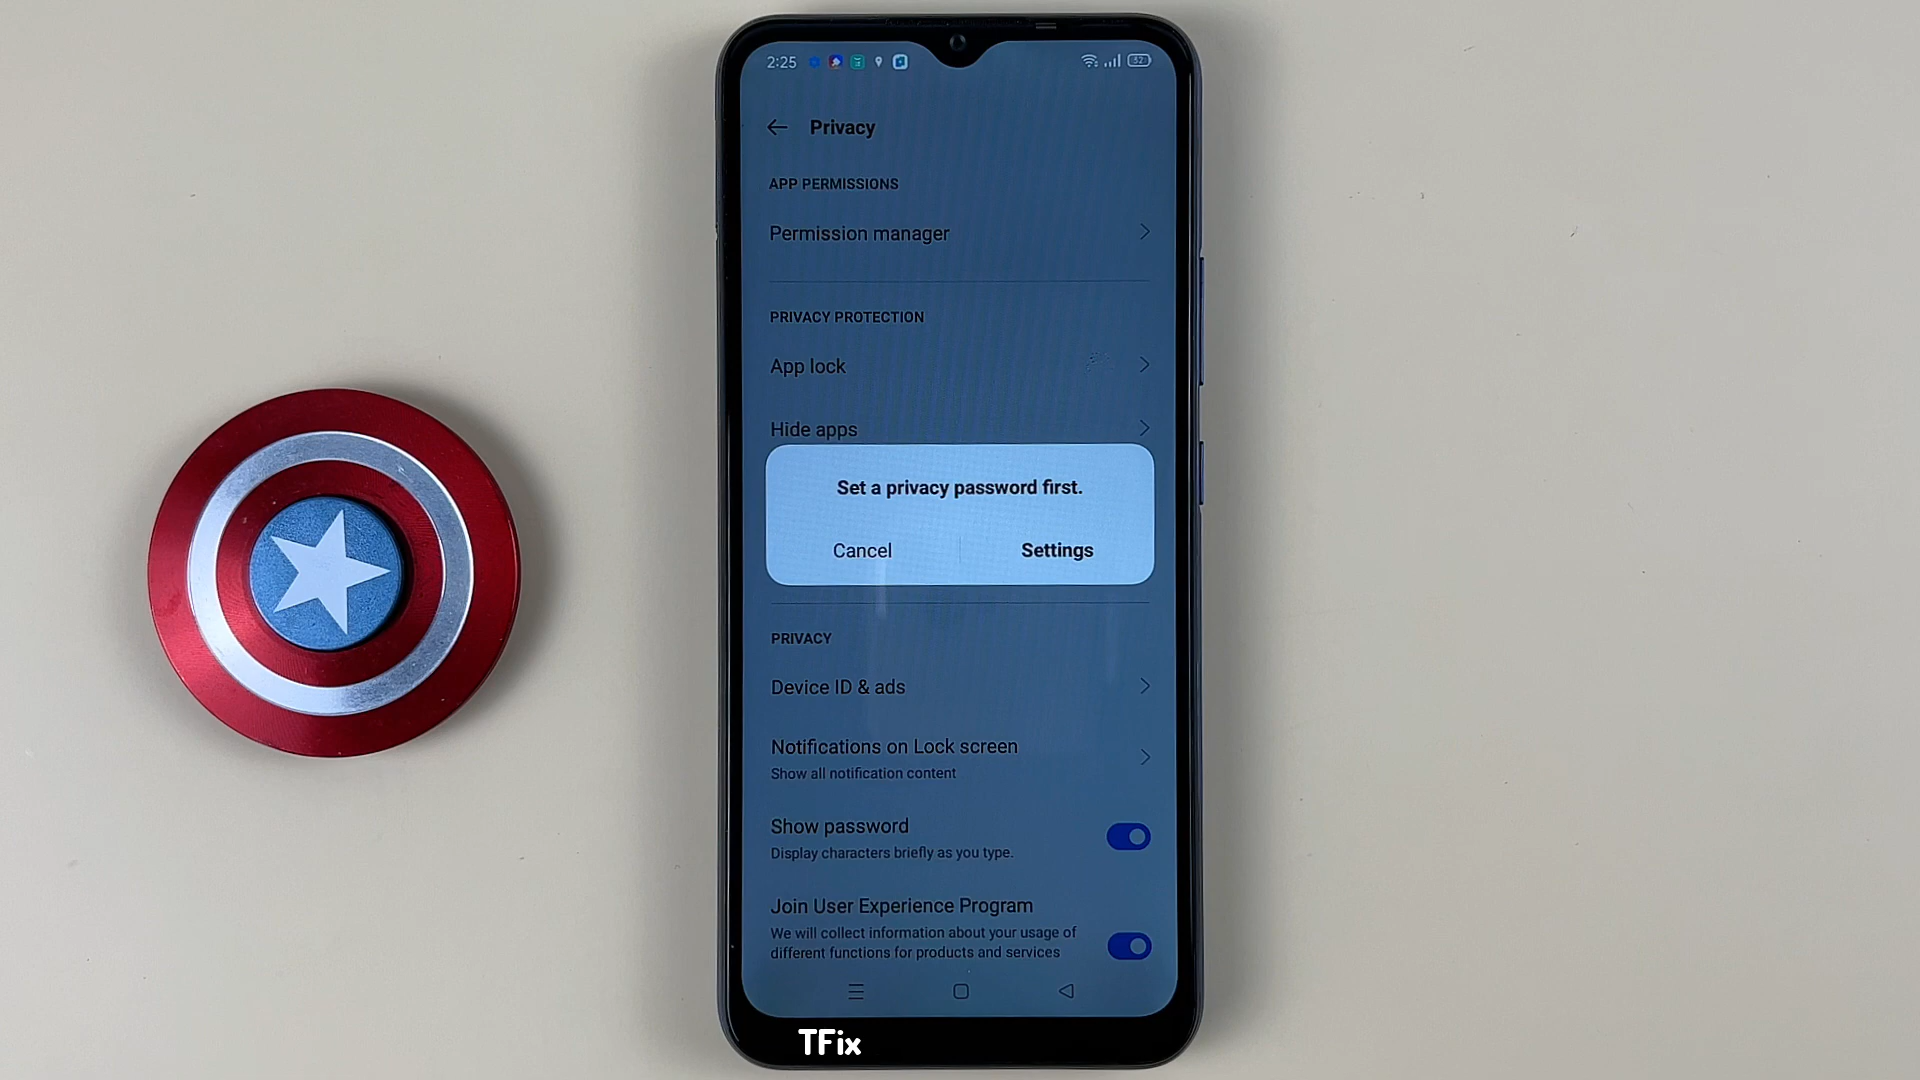 2:25
52
Privacy
APP PERMISSIONS
Permission manager
PRIVACY PROTECTION
App lock
Hide apps
Set a privacy password first.
Cancel
Settings
PRIVACY
Device ID & ads
Notifications on Lock screen
Show all notification content
Show password
Display characters briefly as you type.
Join User Experience Program
We will collect information about your usage of
different functions for products and services
TFix